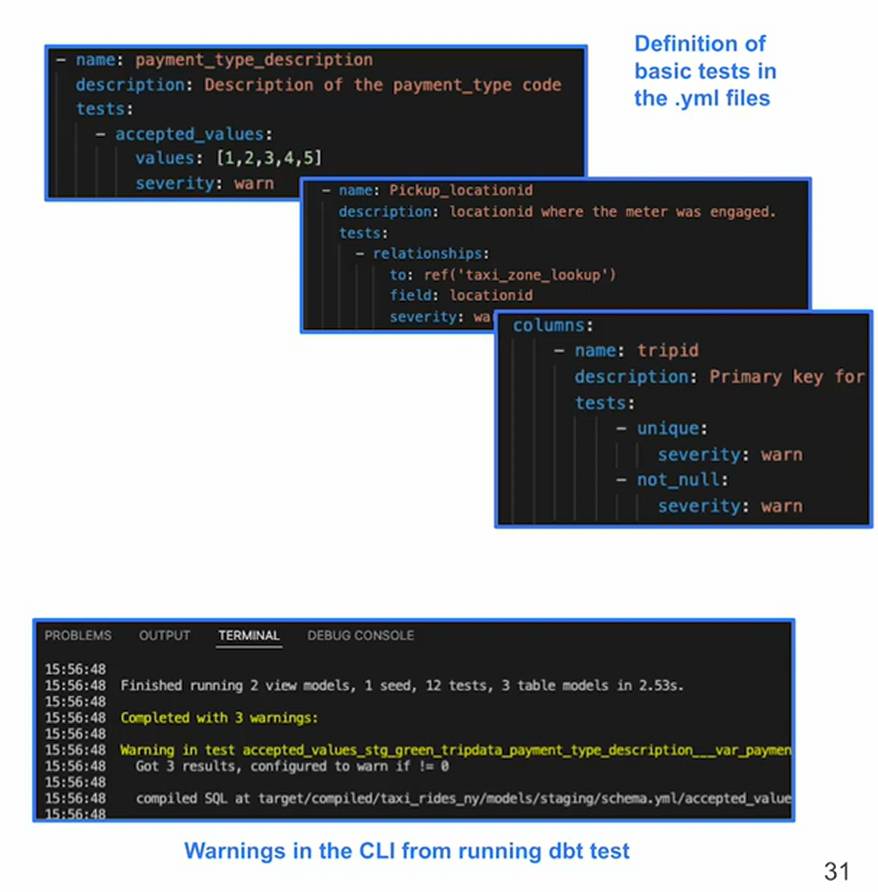 Definition of
basic tests in
the .yml files
- name: payment_type_description
description: Description of the payment_type code
tests:
- accepted_values:
values: [1,2,3,4,5]
severity: warn
- name: Pickup_locationid
description: locationid where the meter was engaged.
tests:
- relationships:
to: ref('taxi_zone_lookup')
field: locationid
severity: wa
columns:
- name: tripid
description: Primary key for
tests:
- unique:
severity: warn
- not_null:
severity: warn
PROBLEMS OUTPUT TERMINAL DEBUG CONSOLE
15:56:48
15:56:48 Finished running 2 view models, 1 seed, 12 tests, 3 table models in 2.53s.
15:56:48
15:56:48 Completed with 3 warnings:
15:56:48
15:56:48 Warning in test accepted_values_stg_green_tripdata_payment_type_description___var_paymen
15:56:48 Got 3 results, configured to warn if != 0
15:56:48
15:56:48 compiled SQL at target/compiled/taxi_rides_ny/models/staging/schema.yml/accepted_value
15:56:48
Warnings in the CLI from running dbt test
31